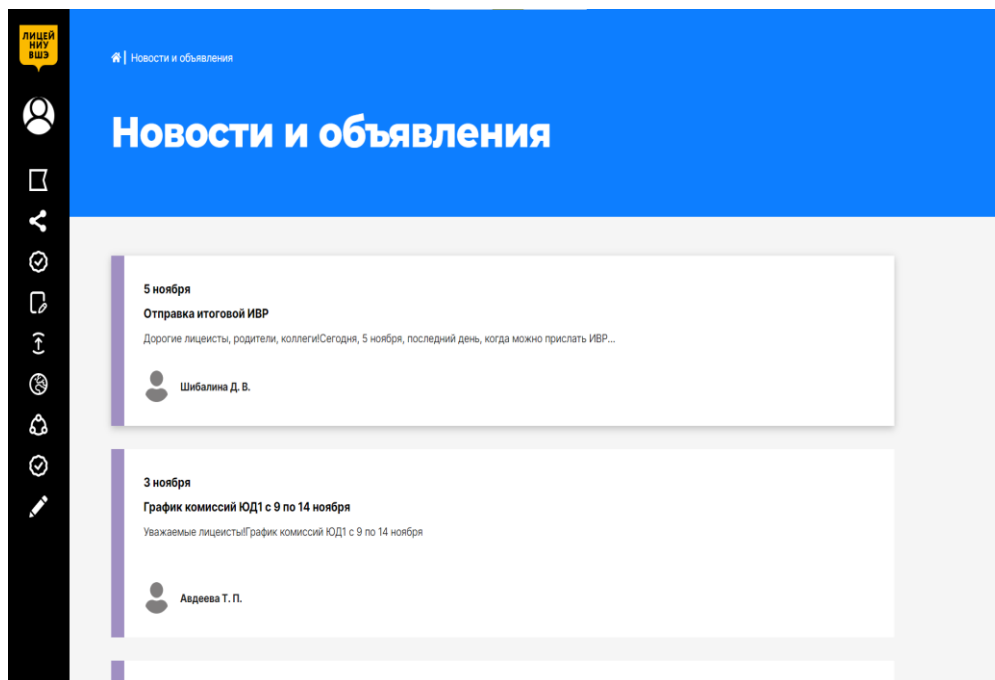 ЛИЦЕЙ
НИУ
ВШЭ
Новости и объявления
Новости и объявления
5 ноября
Отправка итоговой ИВР
Дорогие лицеисты, родители, коллеги!Сегодня, 5 ноября, последний день, когда можно прислать ИВР...
Шибалина Д. В.
3 ноября
График комиссий ЮД1 с 9 по 14 ноября
Уважаемые лицеисты!График комиссий ЮД1 с 9 по 14 ноября
Авдеева Т. П.